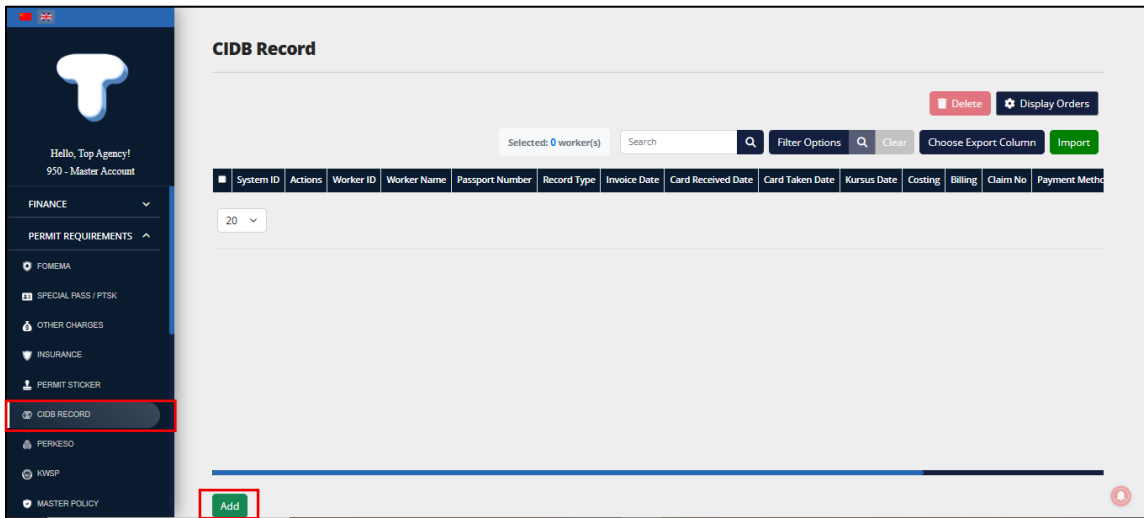 CIDB Record
Delete
Display Orders
Hello, Top Agency!
950 - Master Account
Selected: 0 worker(s)
Search
Filter Options
Clear
Choose Export Column
Import
System ID Actions Worker ID Worker Name Passport Number Record Type Invoice Date Card Received Date Card Taken Date Kursus Date Costing Billing Claim No Payment Metho
20
FINANCE
PERMIT REQUIREMENTS
FOMEMA
SPECIAL PASS / PTSK
OTHER CHARGES
INSURANCE
PERMIT STICKER
CIDB RECORD
PERKESO
KWSP
MASTER POLICY
Add